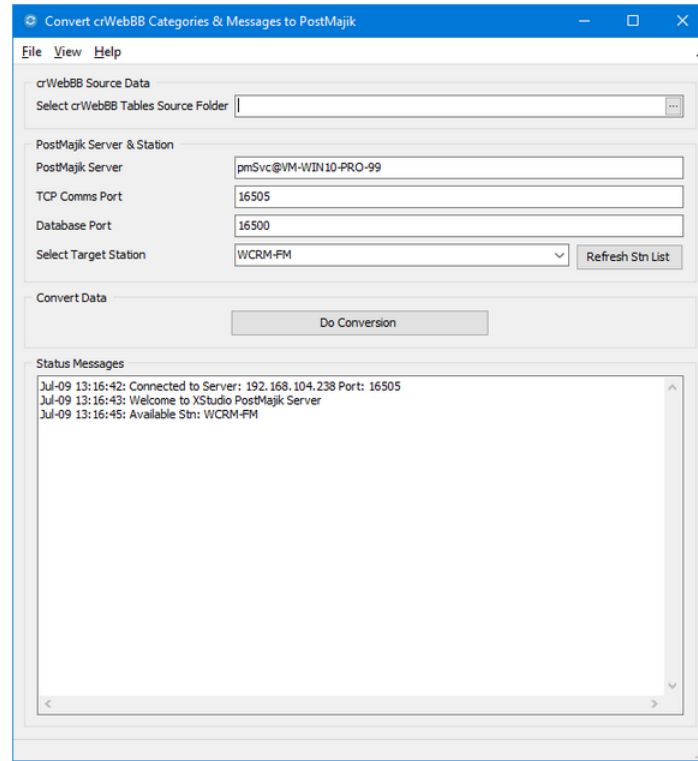 Convert crWebBB Categories & Messages to PostMajik
File View Help
crWebBB Source Data
Select crWebBB Tables Source Folder
...
PostMajik Server & Station
PostMajik Server pmSvc@VM-WIN10-PRO-99
TCP Comms Port 16505
Database Port 16500
Select Target Station WCRM-FM Refresh Stn List
Convert Data
Do Conversion
Status Messages
Jul-09 13:16:42: Connected to Server: 192.168.104.238 Port: 16505
Jul-09 13:16:43: Welcome to XStudio PostMajik Server
Jul-09 13:16:45: Available Stn: WCRM-FM